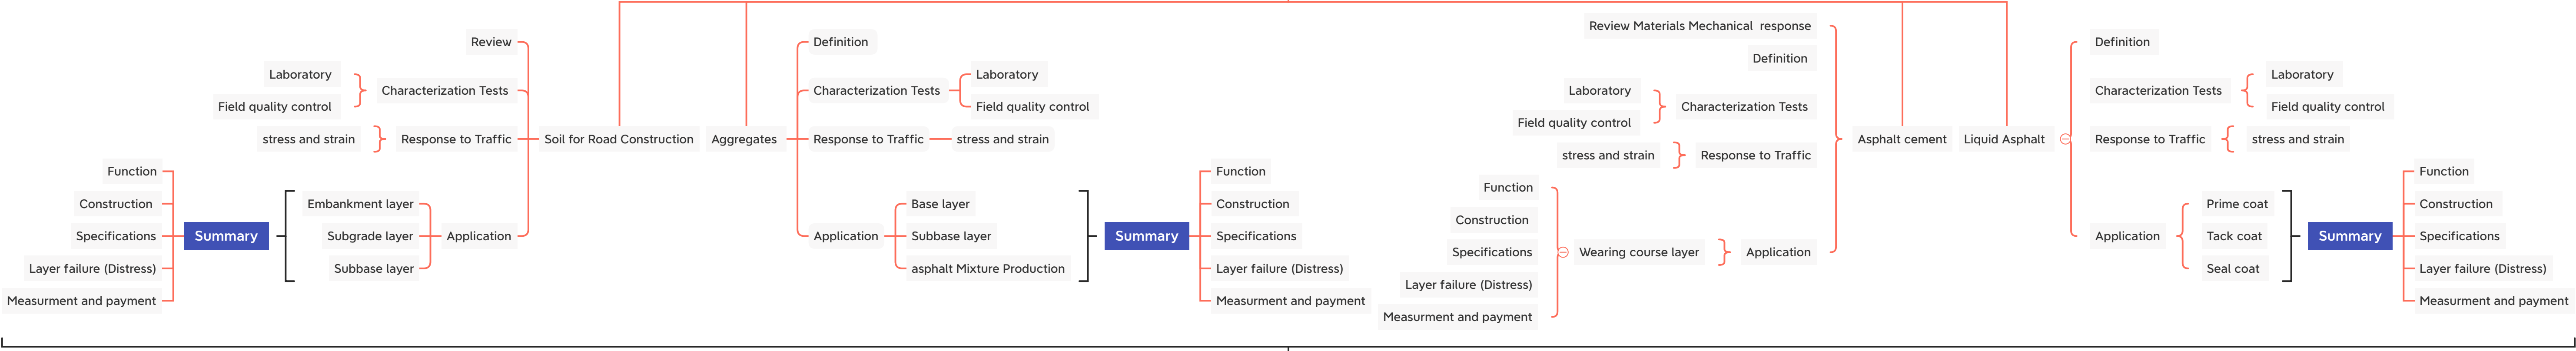 Soil for Road Construction
Review
Characterization Tests
Laboratory
Field quality control
Response to Traffic
stress and strain
Application
Embankment layer
Subgrade layer
Subbase layer
Summary
Function
Construction
Specifications
Layer failure (Distress)
Measurment and payment
Aggregates
Definition
Characterization Tests
Laboratory
Field quality control
Response to Traffic
stress and strain
Application
Base layer
Subbase layer
asphalt Mixture Production
Summary
Function
Construction
Specifications
Layer failure (Distress)
Measurment and payment
Asphalt cement
Review Materials Mechanical  response
Definition
Characterization Tests
Laboratory
Field quality control
Response to Traffic
stress and strain
Application
Wearing course layer
Function
Construction
Specifications
Layer failure (Distress)
Measurment and payment
Liquid Asphalt
Definition
Characterization Tests
Laboratory
Field quality control
Response to Traffic
stress and strain
Application
Prime coat
Tack coat
Seal coat
Summary
Function
Construction
Specifications
Layer failure (Distress)
Measurment and payment